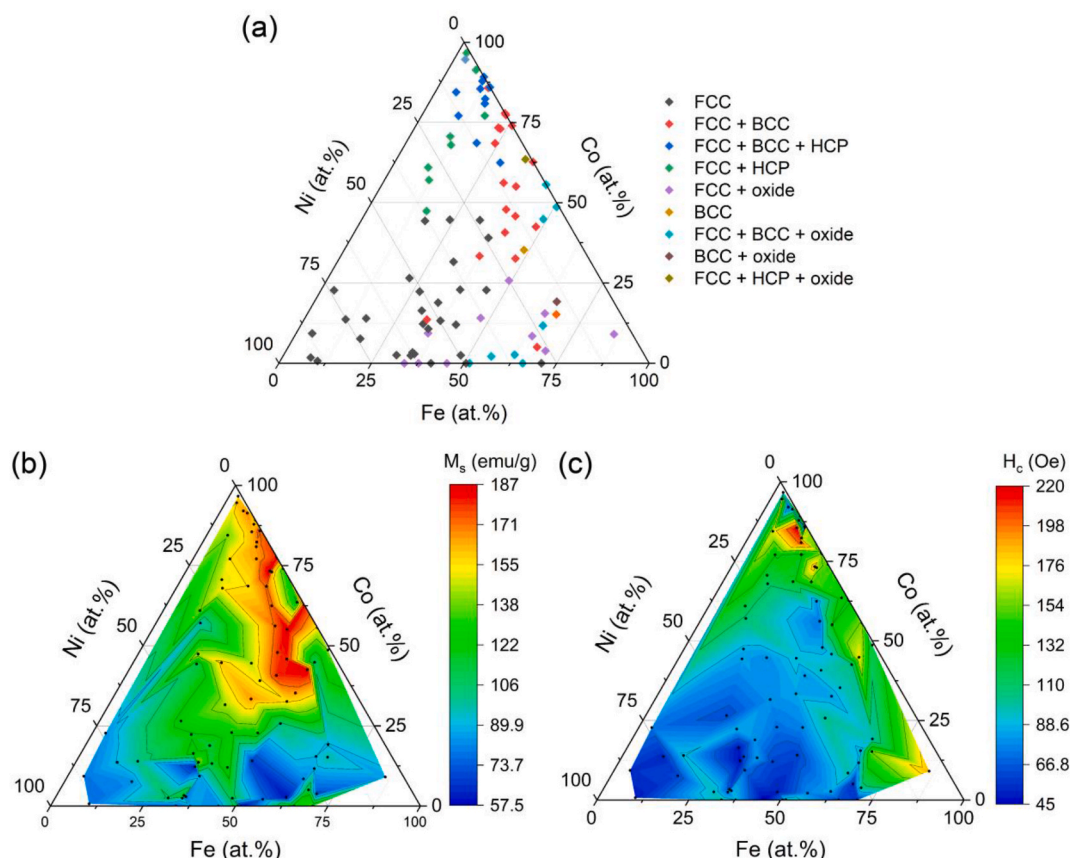 (a)
0
100
25
75
Ni (at.%)
Co (at.%)
50
50
75
25
100
0
0
25
50
75
100
Fe (at.%)
FCC
FCC + BCC
FCC + BCC + HCP
FCC + HCP
FCC + oxide
BCC
FCC + BCC + oxide
BCC + oxide
FCC + HCP + oxide
(b)
0
100
25
75
Ni (at.%)
Co (at.%)
50
50
75
25
100
0
0
25
50
75
100
Fe (at.%)
Ms (emu/g)
187
171
154
138
122
106
89.9
73.7
57.5
(c)
0
100
25
75
Ni (at.%)
Co (at.%)
50
50
75
25
100
0
0
25
50
75
100
Fe (at.%)
Hc (Oe)
220
198
176
154
132
110
88.6
66.8
45